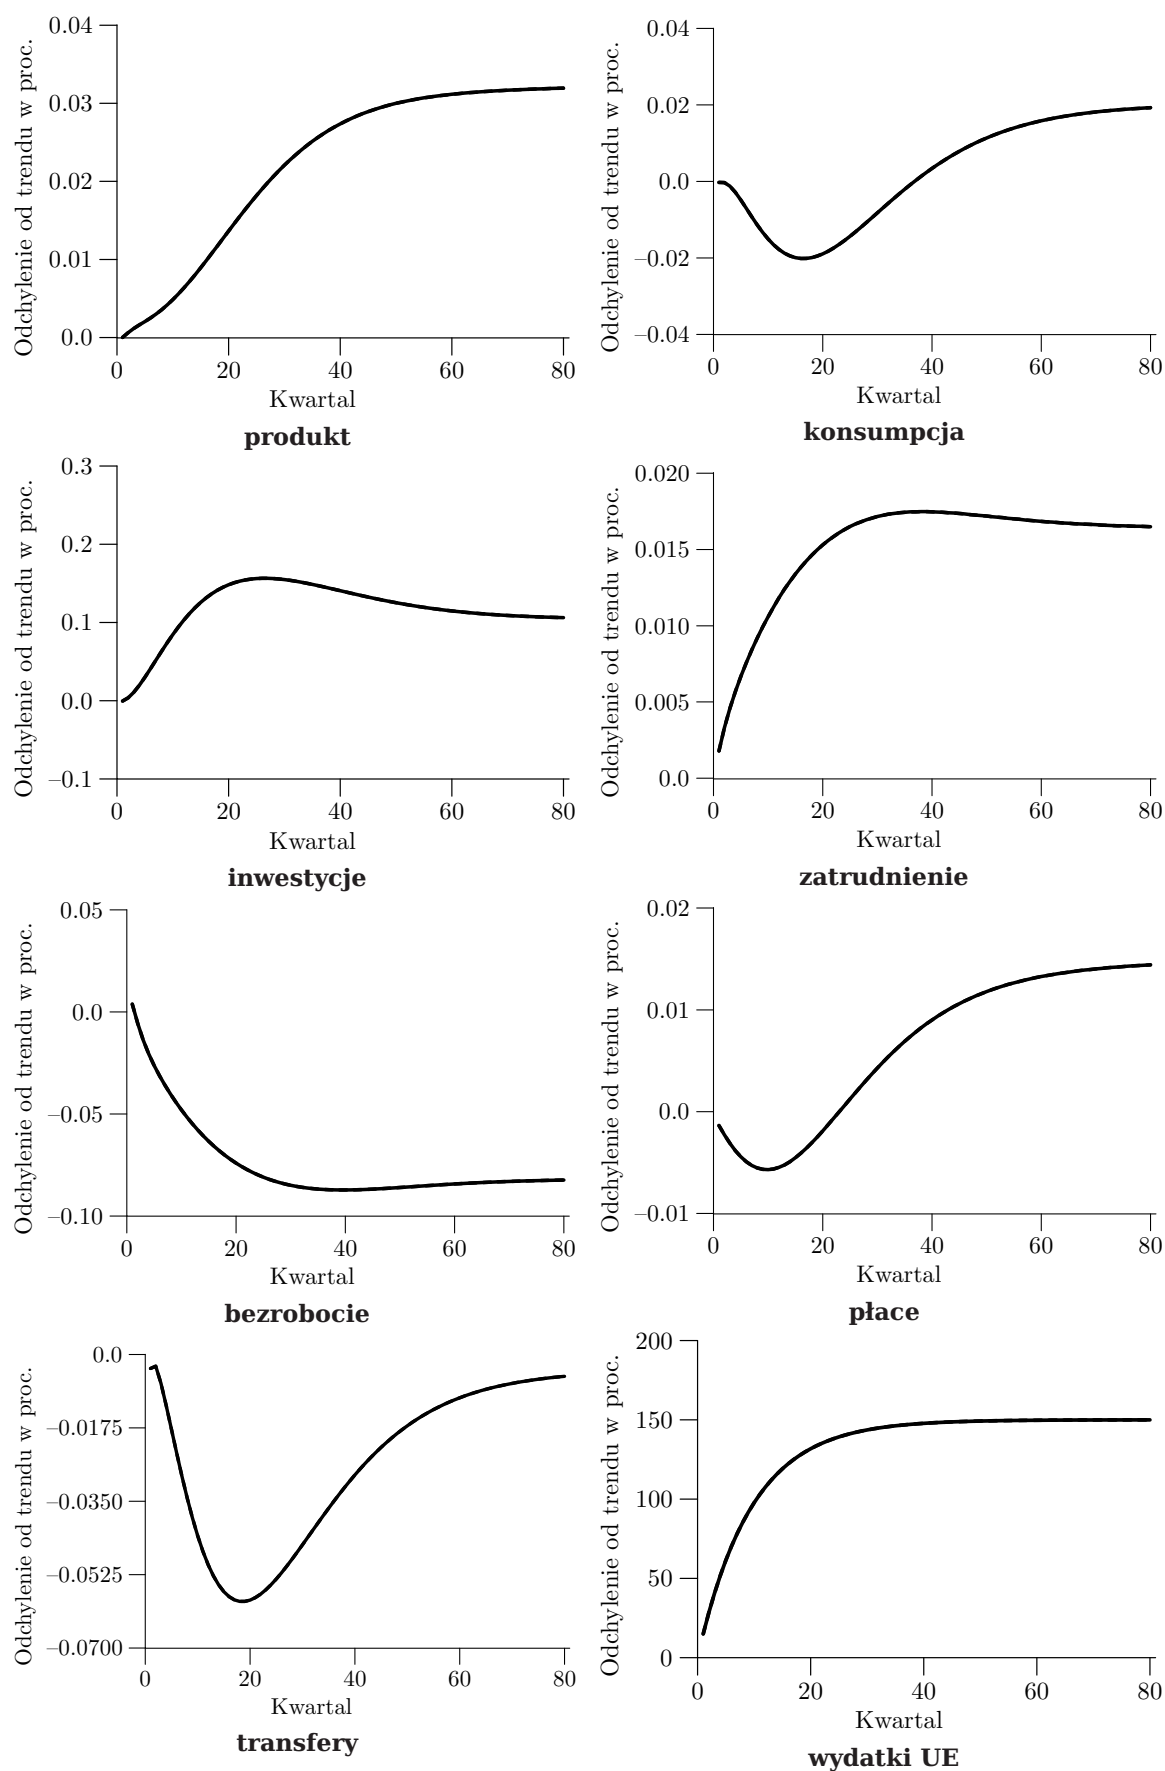 Odchylenie od trendu w proc.
0.04
0.03
0.02
0.01
0.0
0 20 40 60 80
Kwartal
produkt
Odchylenie od trendu w proc.
0.04
0.02
0.0
–0.02
–0.04
0 20 40 60 80
Kwartal
konsumpcja
Odchylenie od trendu w proc.
0.3
0.2
0.1
0.0
–0.1
0 20 40 60 80
Kwartal
inwestycje
Odchylenie od trendu w proc.
0.020
0.015
0.010
0.005
0.0
0 20 40 60 80
Kwartal
zatrudnienie
Odchylenie od trendu w proc.
0.05
0.0
–0.05
–0.10
0 20 40 60 80
Kwartal
bezrobocie
Odchylenie od trendu w proc.
0.02
0.01
0.0
–0.01
0 20 40 60 80
Kwartal
płace
Odchylenie od trendu w proc.
0.0
–0.0175
–0.0350
–0.0525
–0.0700
0 20 40 60 80
Kwartal
transfery
Odchylenie od trendu w proc.
200
150
100
50
0
0 20 40 60 80
Kwartal
wydatki UE